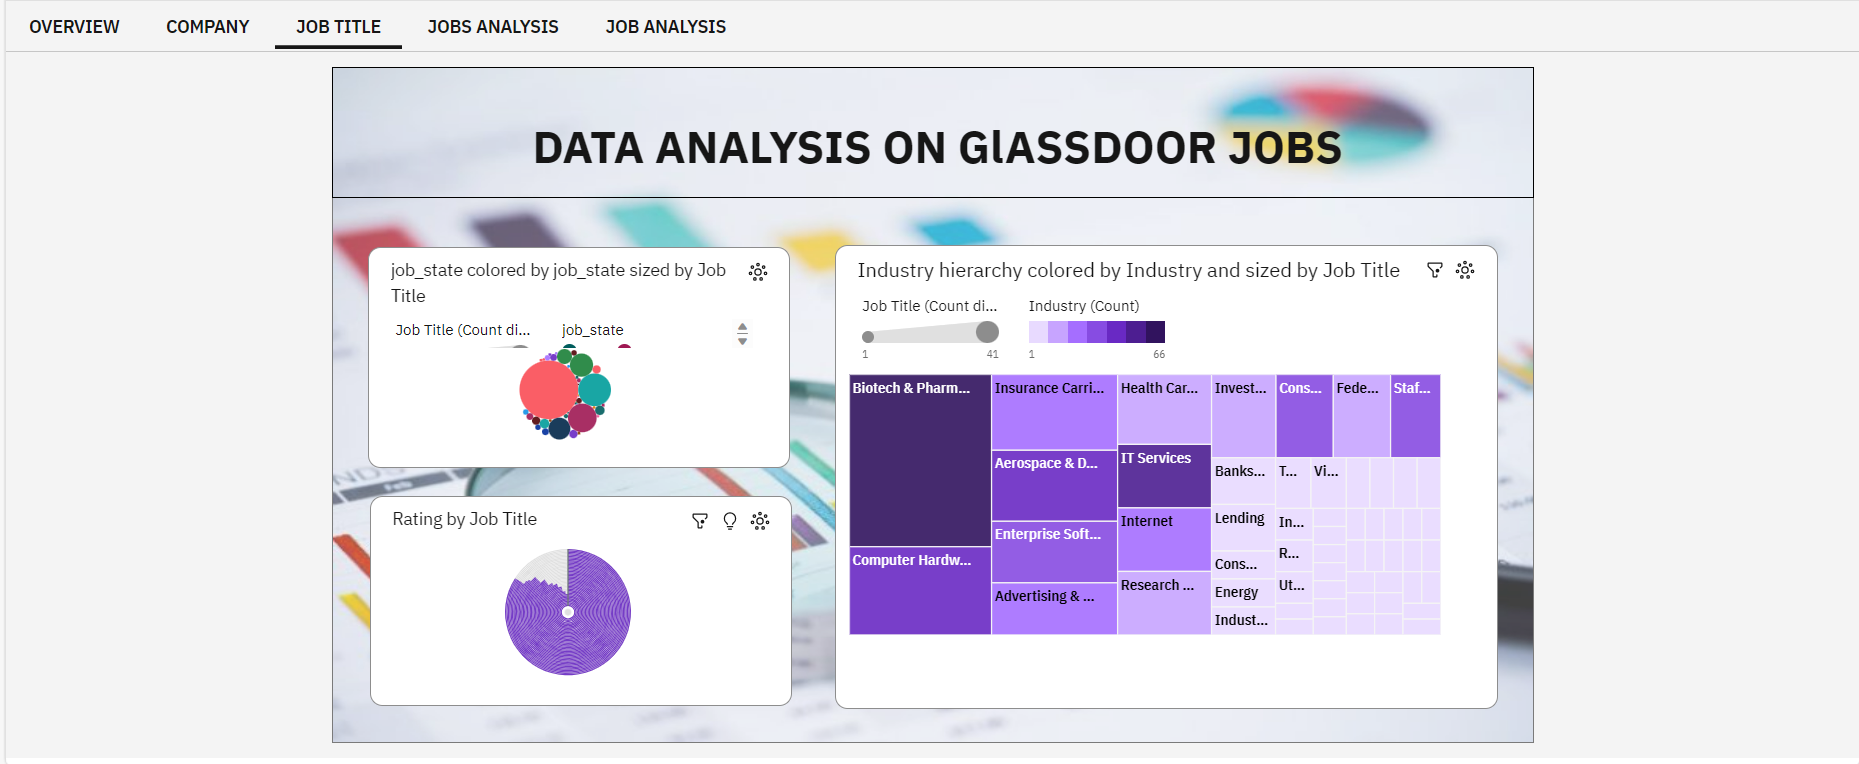 OVERVIEW COMPANY JOB TITLE JOBS ANALYSIS JOB ANALYSIS
DATA ANALYSIS ON GlASSDOOR JOBS
job_state colored by job_state sized by Job
Title
Job Title (Count di... job_state
Rating by Job Title
Industry hierarchy colored by Industry and sized by Job Title
Job Title (Count di... Industry (Count)
1 41 1 66
Biotech & Pharm... Insurance Carri... Health Car... Invest... Cons... Fede... Staf...
Aerospace & D... IT Services Banks... T... Vi...
Enterprise Soft... Internet Lending In...
Computer Hardw... Cons... R...
Advertising & ... Research ... Energy Ut...
Indust...
Feb